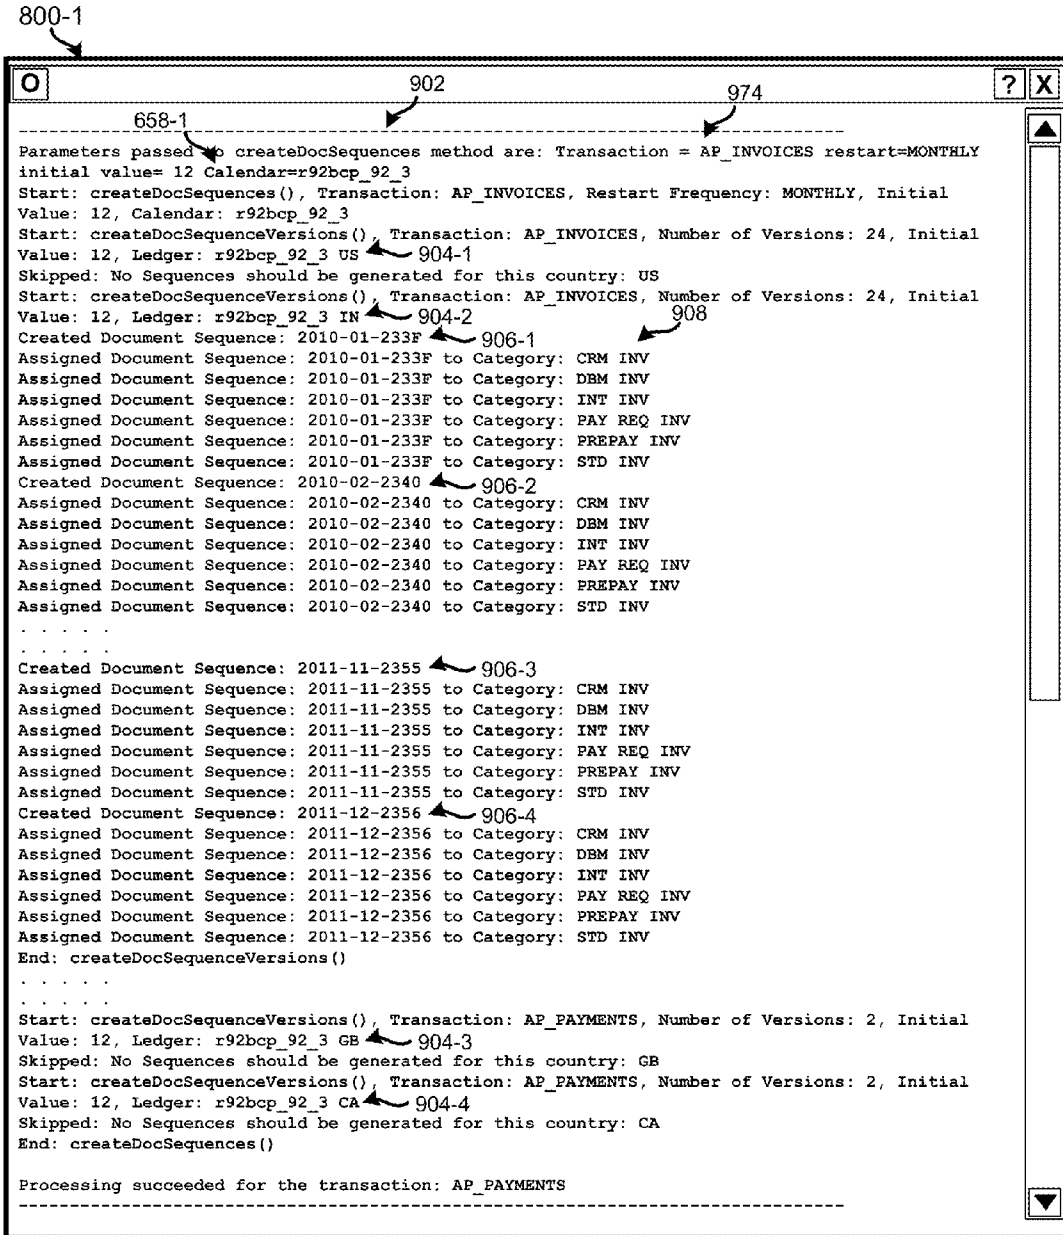 800-1
O 902 974 ? X
658-1
--------------------------------------------------------------------------------
Parameters passed to createDocSequences method are: Transaction = AP_INVOICES restart=MONTHLY
initial value= 12 Calendar=r92bcp_92_3
Start: createDocSequences(), Transaction: AP_INVOICES, Restart Frequency: MONTHLY, Initial
Value: 12, Calendar: r92bcp_92_3
Start: createDocSequenceVersions(), Transaction: AP_INVOICES, Number of Versions: 24, Initial
Value: 12, Ledger: r92bcp_92_3 US 904-1
Skipped: No Sequences should be generated for this country: US
Start: createDocSequenceVersions(), Transaction: AP_INVOICES, Number of Versions: 24, Initial
Value: 12, Ledger: r92bcp_92_3 IN 904-2 908
Created Document Sequence: 2010-01-233F 906-1
Assigned Document Sequence: 2010-01-233F to Category: CRM INV
Assigned Document Sequence: 2010-01-233F to Category: DBM INV
Assigned Document Sequence: 2010-01-233F to Category: INT INV
Assigned Document Sequence: 2010-01-233F to Category: PAY REQ INV
Assigned Document Sequence: 2010-01-233F to Category: PREPAY INV
Assigned Document Sequence: 2010-01-233F to Category: STD INV
Created Document Sequence: 2010-02-2340 906-2
Assigned Document Sequence: 2010-02-2340 to Category: CRM INV
Assigned Document Sequence: 2010-02-2340 to Category: DBM INV
Assigned Document Sequence: 2010-02-2340 to Category: INT INV
Assigned Document Sequence: 2010-02-2340 to Category: PAY REQ INV
Assigned Document Sequence: 2010-02-2340 to Category: PREPAY INV
Assigned Document Sequence: 2010-02-2340 to Category: STD INV
. . . . .
. . . . .
Created Document Sequence: 2011-11-2355 906-3
Assigned Document Sequence: 2011-11-2355 to Category: CRM INV
Assigned Document Sequence: 2011-11-2355 to Category: DBM INV
Assigned Document Sequence: 2011-11-2355 to Category: INT INV
Assigned Document Sequence: 2011-11-2355 to Category: PAY REQ INV
Assigned Document Sequence: 2011-11-2355 to Category: PREPAY INV
Assigned Document Sequence: 2011-11-2355 to Category: STD INV
Created Document Sequence: 2011-12-2356 906-4
Assigned Document Sequence: 2011-12-2356 to Category: CRM INV
Assigned Document Sequence: 2011-12-2356 to Category: DBM INV
Assigned Document Sequence: 2011-12-2356 to Category: INT INV
Assigned Document Sequence: 2011-12-2356 to Category: PAY REQ INV
Assigned Document Sequence: 2011-12-2356 to Category: PREPAY INV
Assigned Document Sequence: 2011-12-2356 to Category: STD INV
End: createDocSequenceVersions()
. . . . .
. . . . .
Start: createDocSequenceVersions(), Transaction: AP_PAYMENTS, Number of Versions: 2, Initial
Value: 12, Ledger: r92bcp_92_3 GB 904-3
Skipped: No Sequences should be generated for this country: GB
Start: createDocSequenceVersions(), Transaction: AP_PAYMENTS, Number of Versions: 2, Initial
Value: 12, Ledger: r92bcp_92_3 CA 904-4
Skipped: No Sequences should be generated for this country: CA
End: createDocSequences()
Processing succeeded for the transaction: AP_PAYMENTS
--------------------------------------------------------------------------------